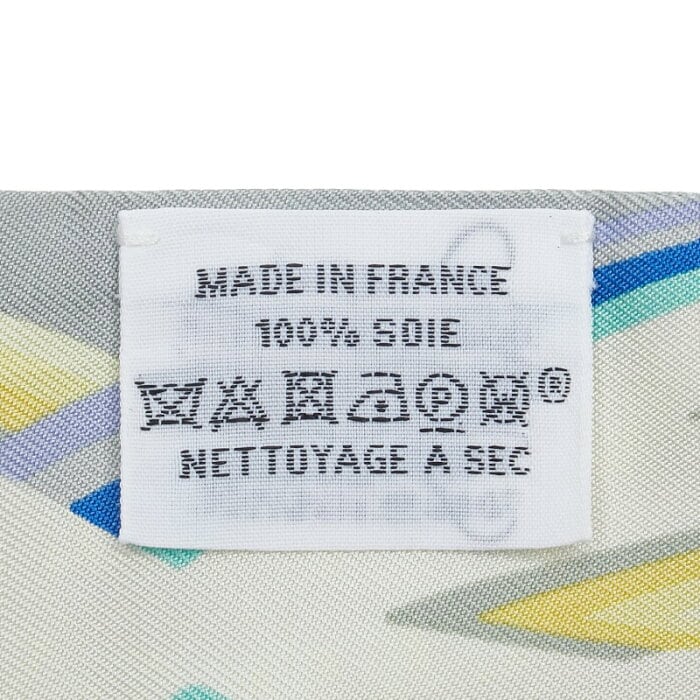 MADE IN FRANCE
100% SOIE
P ®
NETTOYAGE A SEC